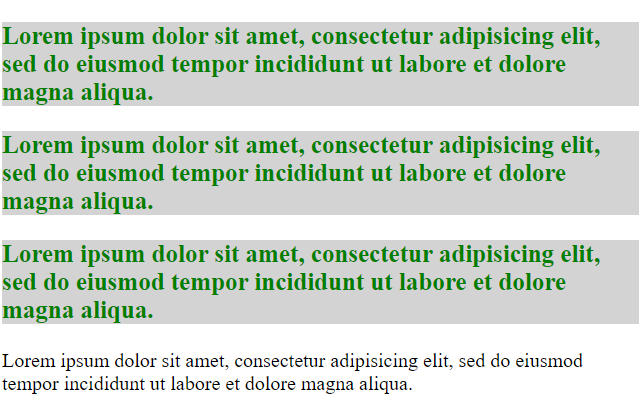 Lorem ipsum dolor sit amet, consectetur adipisicing elit,
sed do eiusmod tempor incididunt ut labore et dolore
magna aliqua.
Lorem ipsum dolor sit amet, consectetur adipisicing elit,
sed do eiusmod tempor incididunt ut labore et dolore
magna aliqua.
Lorem ipsum dolor sit amet, consectetur adipisicing elit,
sed do eiusmod tempor incididunt ut labore et dolore
magna aliqua.
Lorem ipsum dolor sit amet, consectetur adipisicing elit, sed do eiusmod
tempor incididunt ut labore et dolore magna aliqua.